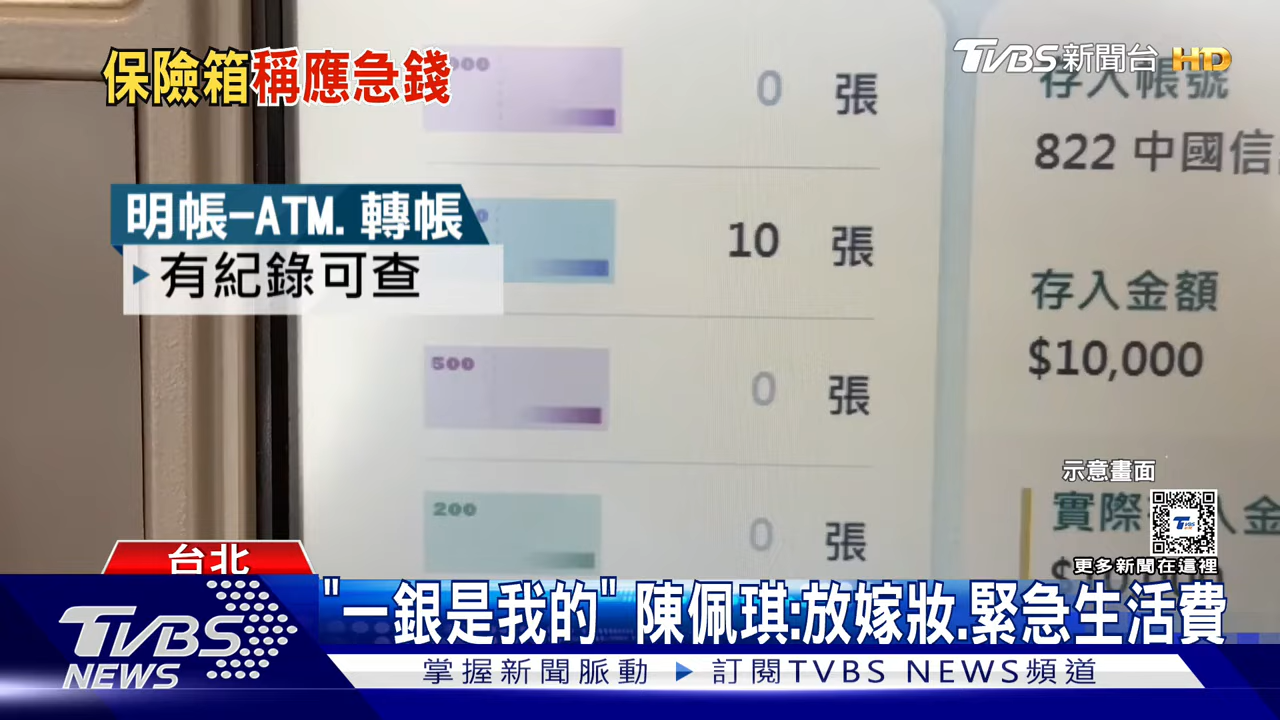 保險箱稱應急錢
TVBS新聞台 HD
明帳-ATM.轉帳
有紀錄可查
0 張
10 張
500 0 張
200 0 張
存入帳號
822 中國信
存入金額
$10,000
示意畫面
實際
入金
更多新聞在這裡
台北
"一銀是我的" 陳佩琪:放嫁妝.緊急生活費
TVBS NEWS
掌握新聞脈動 ▶ 訂閱TVBS NEWS頻道